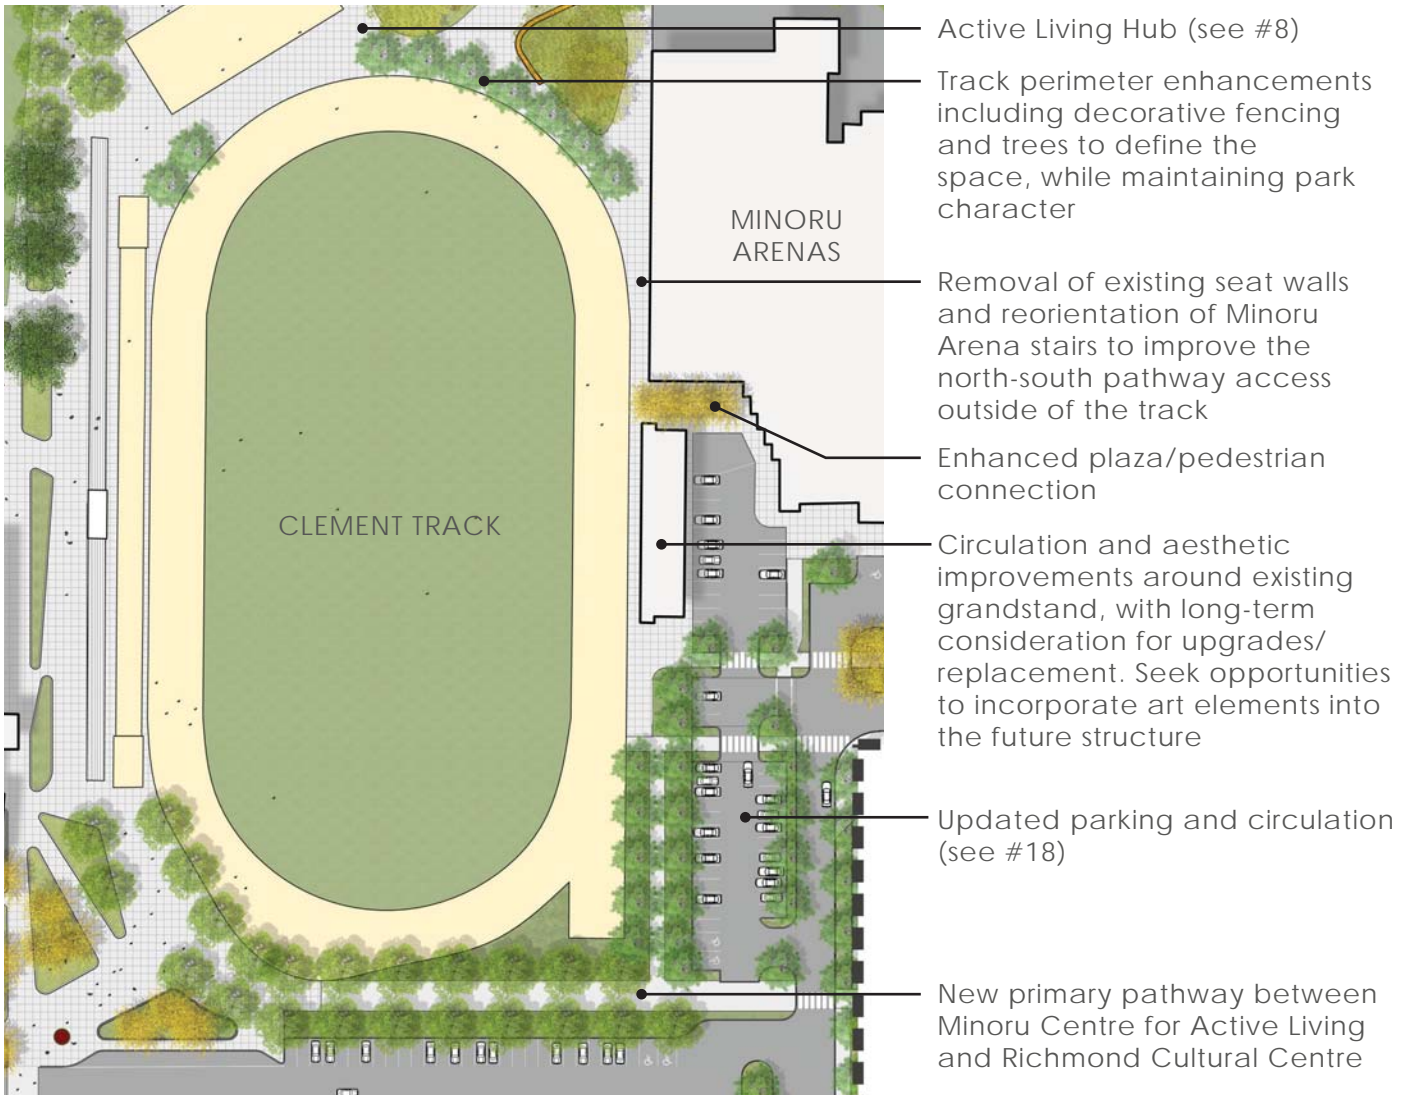 Active Living Hub (see #8)
Track perimeter enhancements
including decorative fencing
and trees to define the
space, while maintaining park
character
MINORU
ARENAS
Removal of existing seat walls
and reorientation of Minoru
Arena stairs to improve the
north-south pathway access
outside of the track
Enhanced plaza/pedestrian
connection
CLEMENT TRACK
Circulation and aesthetic
improvements around existing
grandstand, with long-term
consideration for upgrades/
replacement. Seek opportunities
to incorporate art elements into
the future structure
Updated parking and circulation
(see #18)
New primary pathway between
Minoru Centre for Active Living
and Richmond Cultural Centre